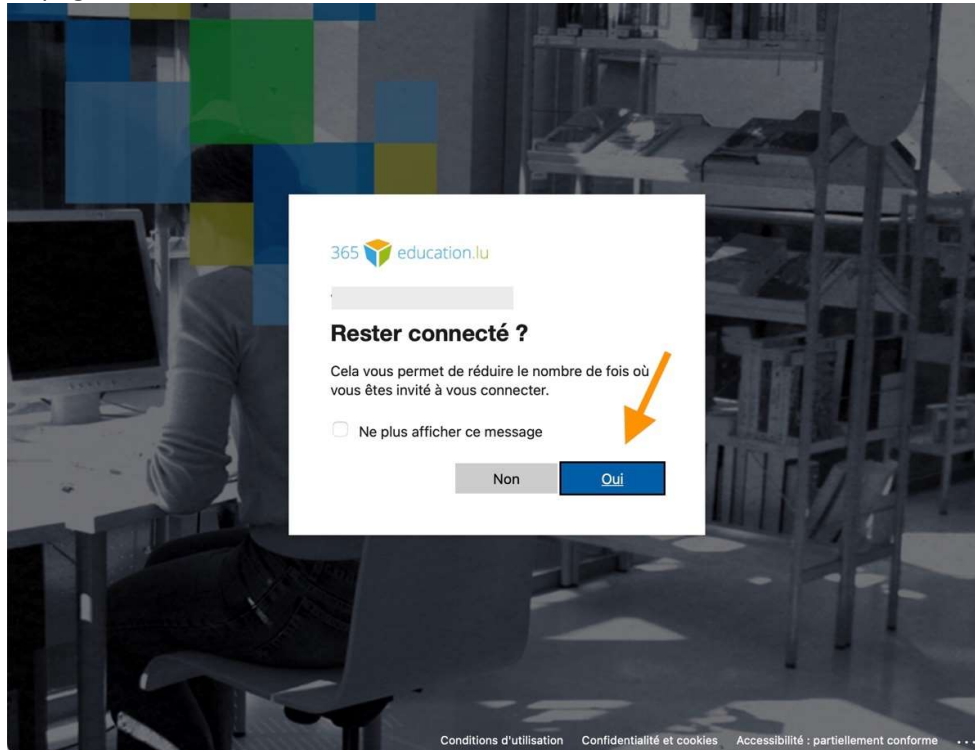 365 education.lu
Rester connecté ?
Cela vous permet de réduire le nombre de fois où
vous êtes invité à vous connecter.
Ne plus afficher ce message
Non Oui
Conditions d'utilisation Confidentialité et cookies Accessibilité : partiellement conforme ...